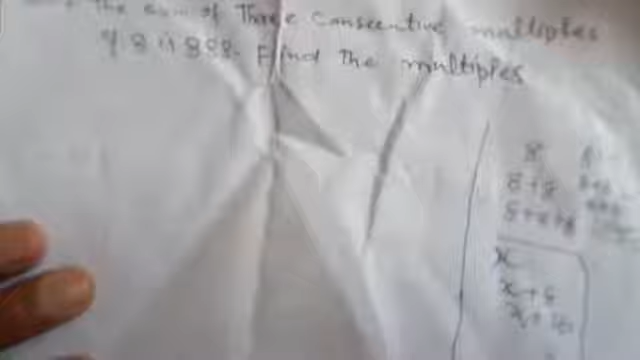 The sum of Three Consecutive multiples
of 8 is 888. Find the multiples
8
8+8
8+8+8
x
x+8
x+16